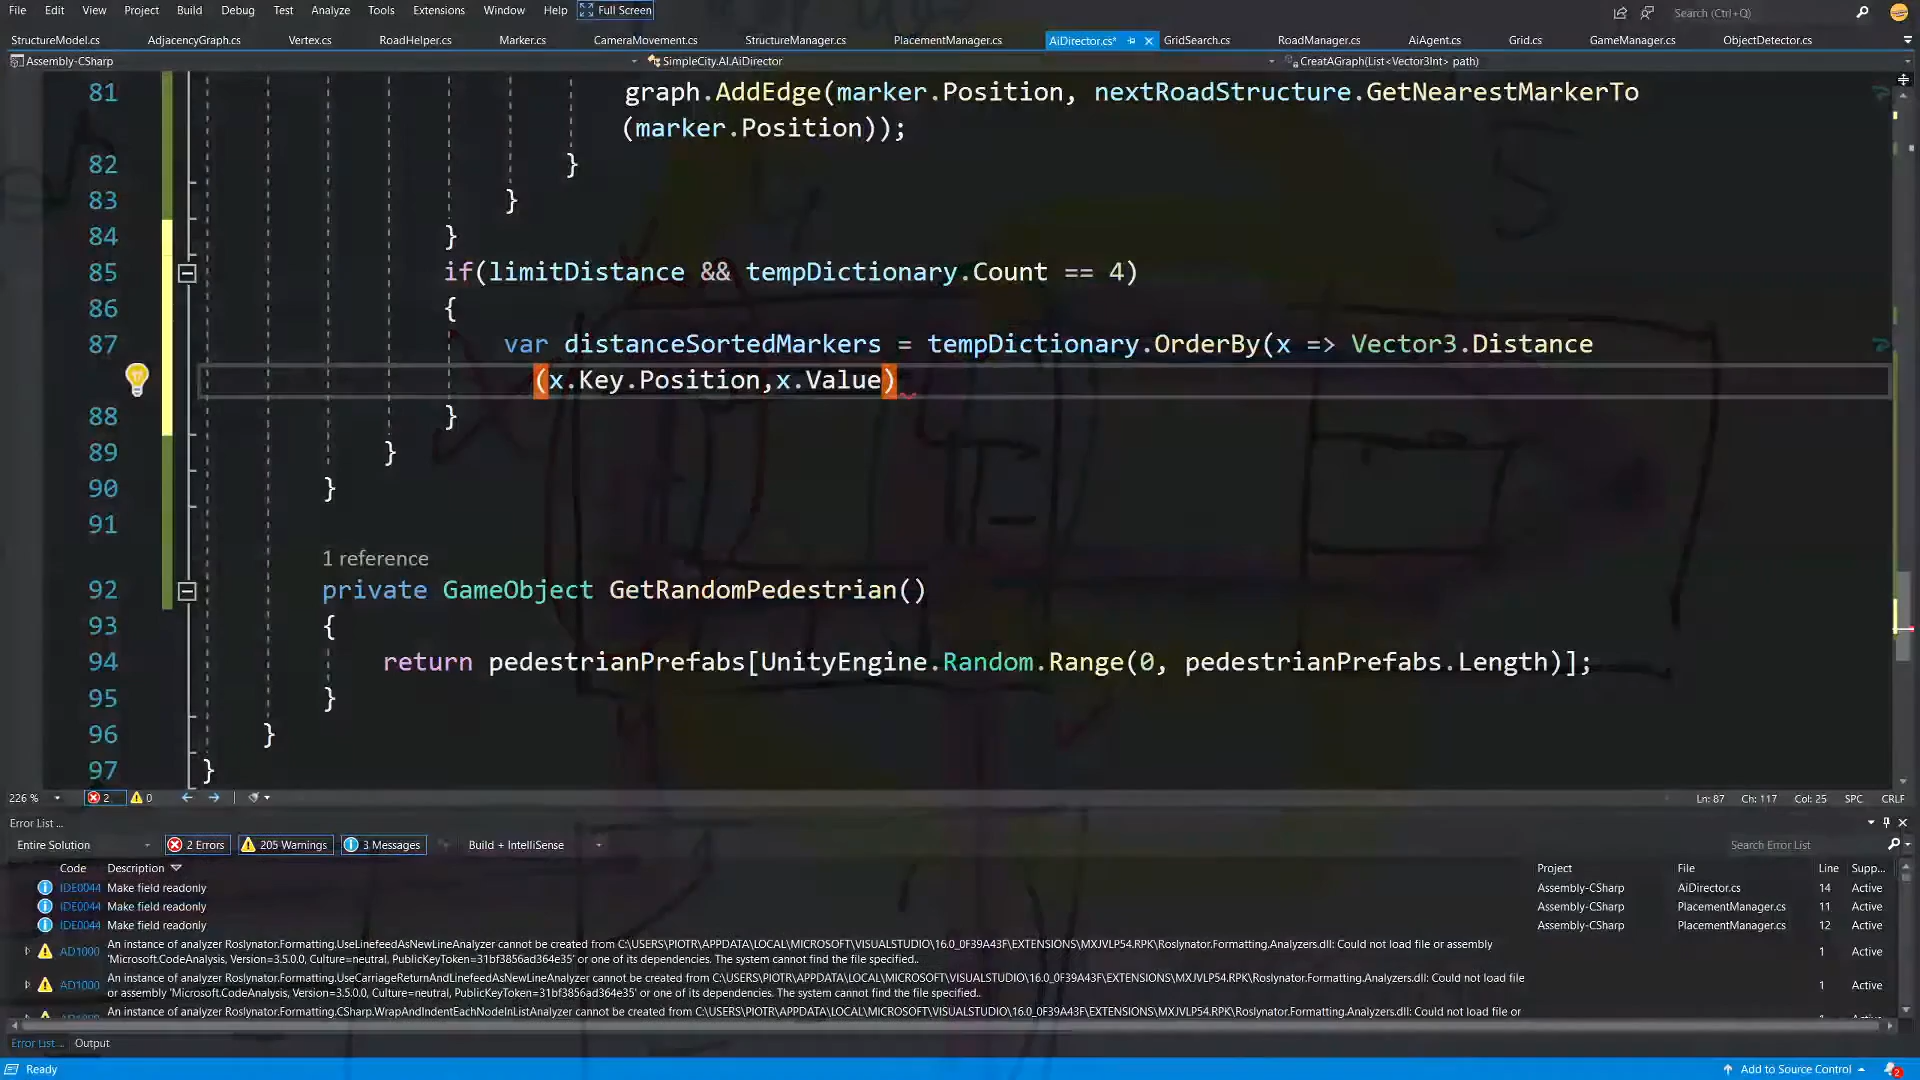 File Edit View Project Build Debug Test Analyze Tools Extensions Window Help Full Screen Search (Ctrl+Q)
StructureModel.cs AdjacencyGraph.cs Vertex.cs RoadHelper.cs Marker.cs CameraMovement.cs StructureManager.cs PlacementManager.cs AiDirector.cs* GridSearch.cs RoadManager.cs AiAgent.cs Grid.cs GameManager.cs ObjectDetector.cs
Assembly-CSharp SimpleCity.AI.AiDirector CreatAGraph(List<Vector3Int> path)
81 graph.AddEdge(marker.Position, nextRoadStructure.GetNearestMarkerTo
(marker.Position));
82 }
83 }
84 }
85 if(limitDistance && tempDictionary.Count == 4)
86 {
87 var distanceSortedMarkers = tempDictionary.OrderBy(x => Vector3.Distance
(x.Key.Position,x.Value)
88 }
89 }
90 }
91
1 reference
92 private GameObject GetRandomPedestrian()
93 {
94 return pedestrianPrefabs[UnityEngine.Random.Range(0, pedestrianPrefabs.Length)];
95 }
96 }
97 }
226 % 2 0 Ln: 87 Ch: 117 Col: 25 SPC CRLF
Error List ...
Entire Solution 2 Errors 205 Warnings 3 Messages Build + IntelliSense Search Error List
Code Description Project File Line Supp...
IDE0044 Make field readonly Assembly-CSharp AiDirector.cs 14 Active
IDE0044 Make field readonly Assembly-CSharp PlacementManager.cs 11 Active
IDE0044 Make field readonly Assembly-CSharp PlacementManager.cs 12 Active
AD1000 An instance of analyzer Roslynator.Formatting.UseLinefeedAsNewLineAnalyzer cannot be created from C:\USERS\PIOTR\APPDATA\LOCAL\MICROSOFT\VISUALSTUDIO\16.0_0F39A43F\EXTENSIONS\MXJVLP54.RPK\Roslynator.Formatting.Analyzers.dll: Could not load file or assembly
'Microsoft.CodeAnalysis, Version=3.5.0.0, Culture=neutral, PublicKeyToken=31bf3856ad364e35' or one of its dependencies. The system cannot find the file specified.. 1 Active
AD1000 An instance of analyzer Roslynator.Formatting.UseCarriageReturnAndLinefeedAsNewLineAnalyzer cannot be created from C:\USERS\PIOTR\APPDATA\LOCAL\MICROSOFT\VISUALSTUDIO\16.0_0F39A43F\EXTENSIONS\MXJVLP54.RPK\Roslynator.Formatting.Analyzers.dll: Could not load file
or assembly 'Microsoft.CodeAnalysis, Version=3.5.0.0, Culture=neutral, PublicKeyToken=31bf3856ad364e35' or one of its dependencies. The system cannot find the file specified.. 1 Active
An instance of analyzer Roslynator.Formatting.CSharp.WrapAndIndentEachNodeInListAnalyzer cannot be created from C:\USERS\PIOTR\APPDATA\LOCAL\MICROSOFT\VISUALSTUDIO\16.0_0F39A43F\EXTENSIONS\MXJVLP54.RPK\Roslynator.Formatting.Analyzers.dll: Could not load file or
Error List ... Output
Ready Add to Source Control 2